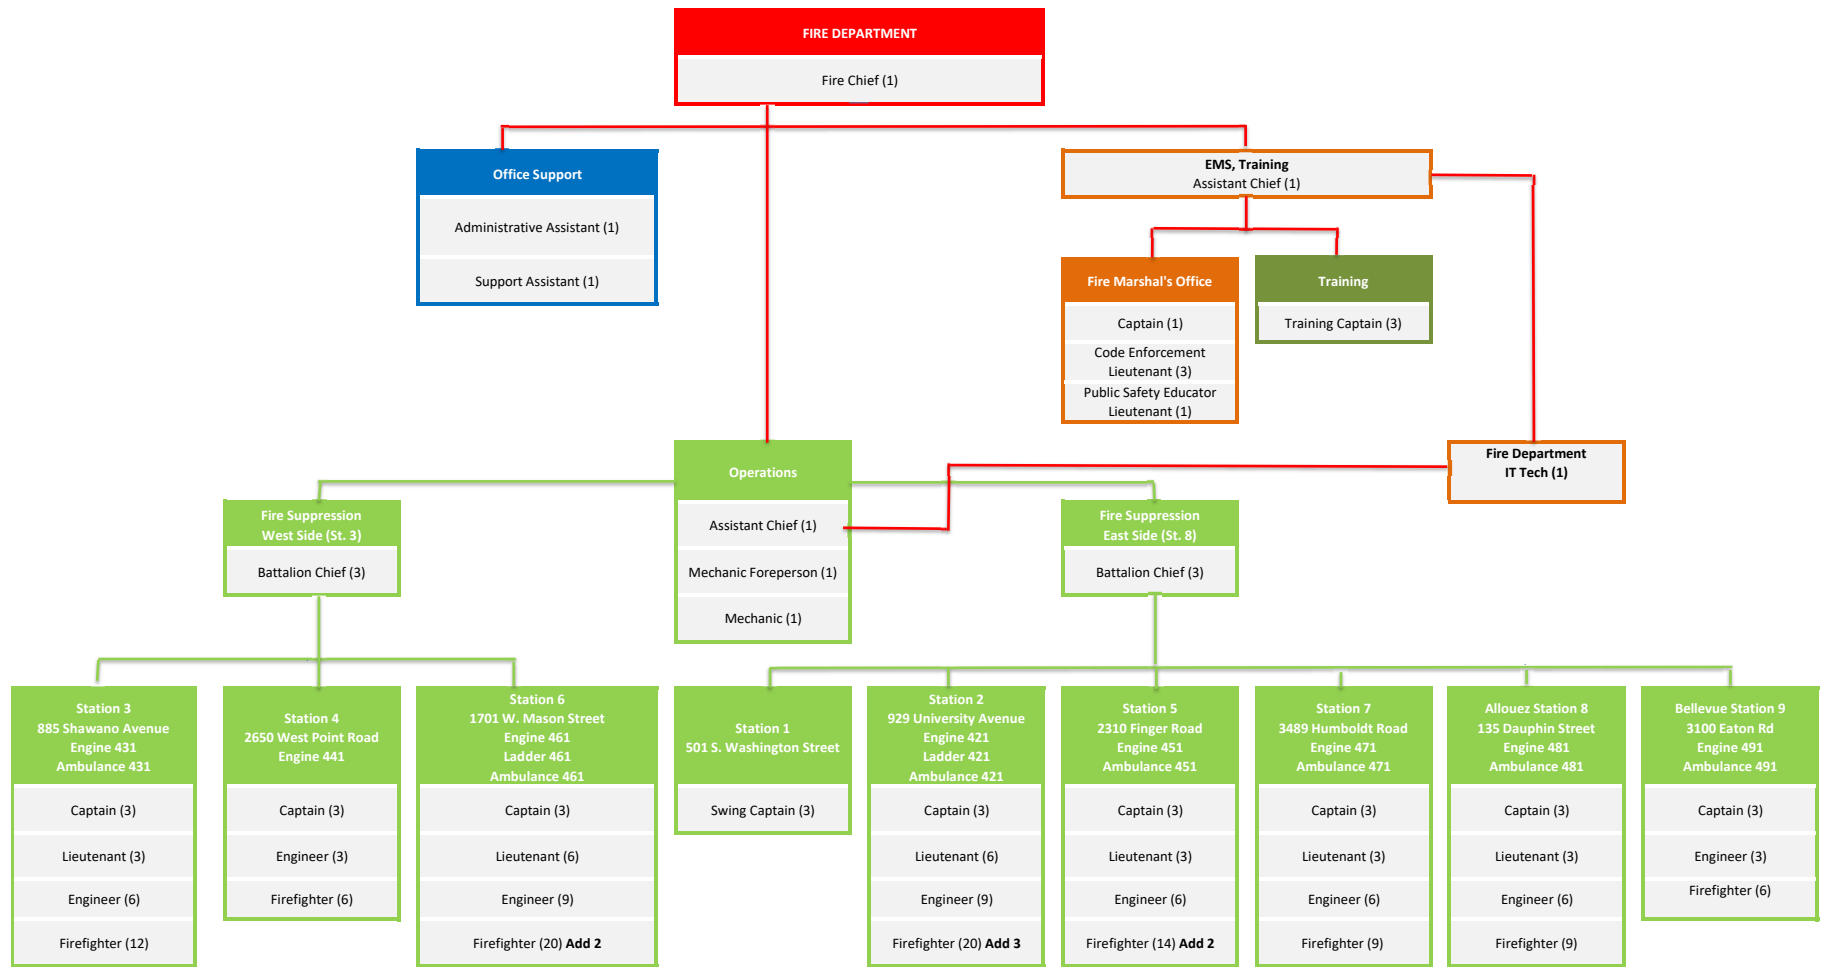 FIRE DEPARTMENT
Fire Chief (1)
Office Support
Administrative Assistant (1)
Support Assistant (1)
EMS, Training
Assistant Chief (1)
Fire Marshal's Office
Captain (1)
Code Enforcement
Lieutenant (3)
Public Safety Educator
Lieutenant (1)
Training
Training Captain (3)
Fire Department
IT Tech (1)
Operations
Assistant Chief (1)
Mechanic Foreperson (1)
Mechanic (1)
Fire Suppression
West Side (St. 3)
Battalion Chief (3)
Fire Suppression
East Side (St. 8)
Battalion Chief (3)
Station 3
885 Shawano Avenue
Engine 431
Ambulance 431
Captain (3)
Lieutenant (3)
Engineer (6)
Firefighter (12)
Station 4
2650 West Point Road
Engine 441
Captain (3)
Engineer (3)
Firefighter (6)
Station 6
1701 W. Mason Street
Engine 461
Ladder 461
Ambulance 461
Captain (3)
Lieutenant (6)
Engineer (9)
Firefighter (20) Add 2
Station 1
501 S. Washington Street
Swing Captain (3)
Station 2
929 University Avenue
Engine 421
Ladder 421
Ambulance 421
Captain (3)
Lieutenant (6)
Engineer (9)
Firefighter (20) Add 3
Station 5
2310 Finger Road
Engine 451
Ambulance 451
Captain (3)
Lieutenant (3)
Engineer (6)
Firefighter (14) Add 2
Station 7
3489 Humboldt Road
Engine 471
Ambulance 471
Captain (3)
Lieutenant (3)
Engineer (6)
Firefighter (9)
Allouez Station 8
135 Dauphin Street
Engine 481
Ambulance 481
Captain (3)
Lieutenant (3)
Engineer (6)
Firefighter (9)
Bellevue Station 9
3100 Eaton Rd
Engine 491
Ambulance 491
Captain (3)
Engineer (3)
Firefighter (6)